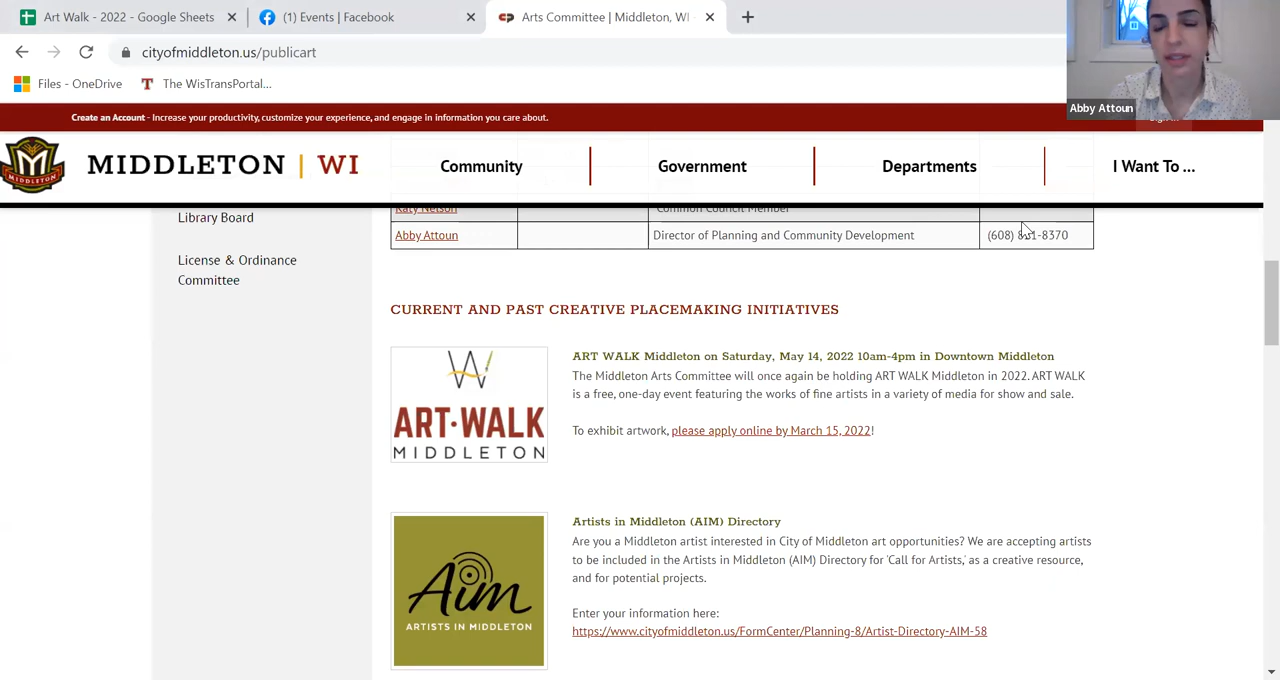 Art Walk - 2022 - Google Sheets
(1) Events | Facebook
Arts Committee | Middleton, WI -
cityofmiddleton.us/publicart
Files - OneDrive
The WisTransPortal...
Abby Attoun
Create an Account - Increase your productivity, customize your experience, and engage in information you care about.
MIDDLETON | WI
Community
Government
Departments
I Want To ...
M
MIDDLETON
Library Board
License & Ordinance
Committee
Katy Nelson
Common Council Member
Abby Attoun
Director of Planning and Community Development
(608) 8 -8370
CURRENT AND PAST CREATIVE PLACEMAKING INITIATIVES
W
ART·WALK
MIDDLETON
ART WALK Middleton on Saturday, May 14, 2022 10am-4pm in Downtown Middleton
The Middleton Arts Committee will once again be holding ART WALK Middleton in 2022. ART WALK
is a free, one-day event featuring the works of fine artists in a variety of media for show and sale.
To exhibit artwork, please apply online by March 15, 2022!
Aim
ARTISTS IN MIDDLETON
Artists in Middleton (AIM) Directory
Are you a Middleton artist interested in City of Middleton art opportunities? We are accepting artists
to be included in the Artists in Middleton (AIM) Directory for 'Call for Artists,' as a creative resource,
and for potential projects.
Enter your information here:
https://www.cityofmiddleton.us/FormCenter/Planning-8/Artist-Directory-AIM-58